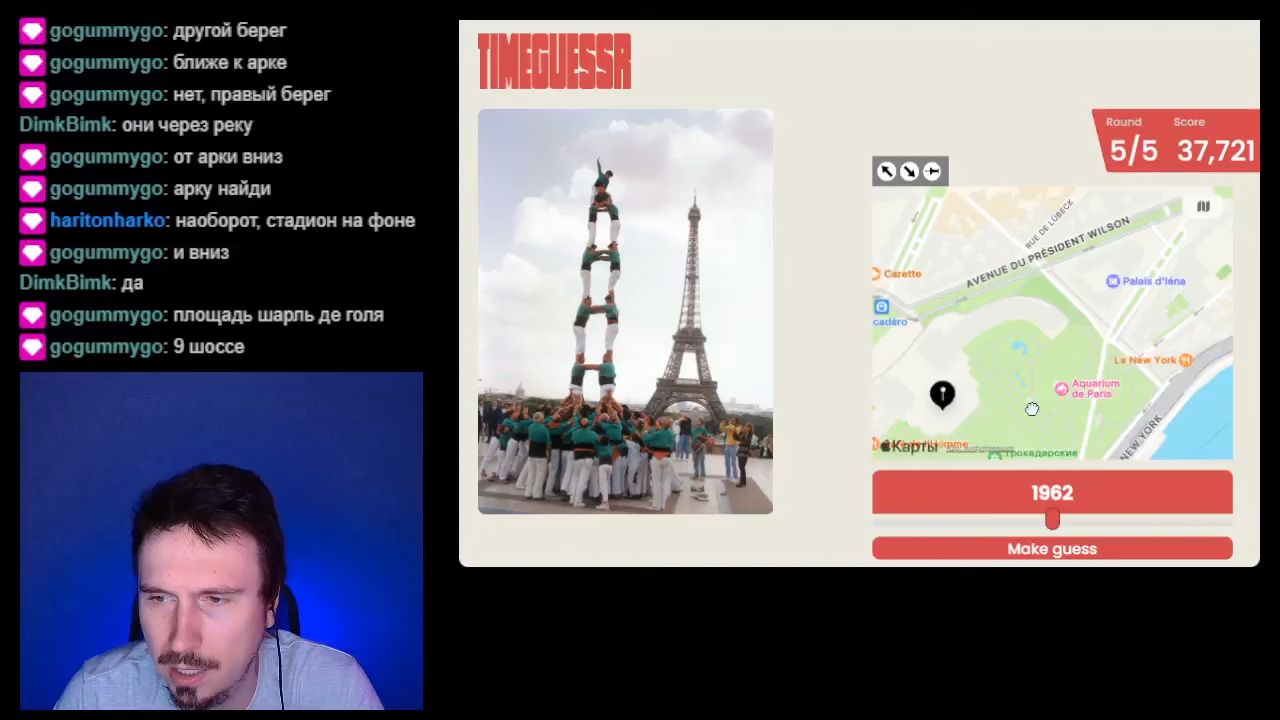 gogummygo: другой берег
gogummygo: ближе к арке
gogummygo: нет, правый берег
DimkBimk: они через реку
gogummygo: от арки вниз
gogummygo: арку найди
haritonharko: наоборот, стадион на фоне
gogummygo: и вниз
DimkBimk: да
gogummygo: площадь шарль де голя
gogummygo: 9 шоссе
TIMEGUESSR
Round Score
5/5 37,721
RUE DE LÜBECK
AVENUE DU PRÉSIDENT WILSON
Carette
Palais d'Iéna
cadéro
Le New York
Aquarium
de Paris
NEW YORK
Карты
1962
Make guess